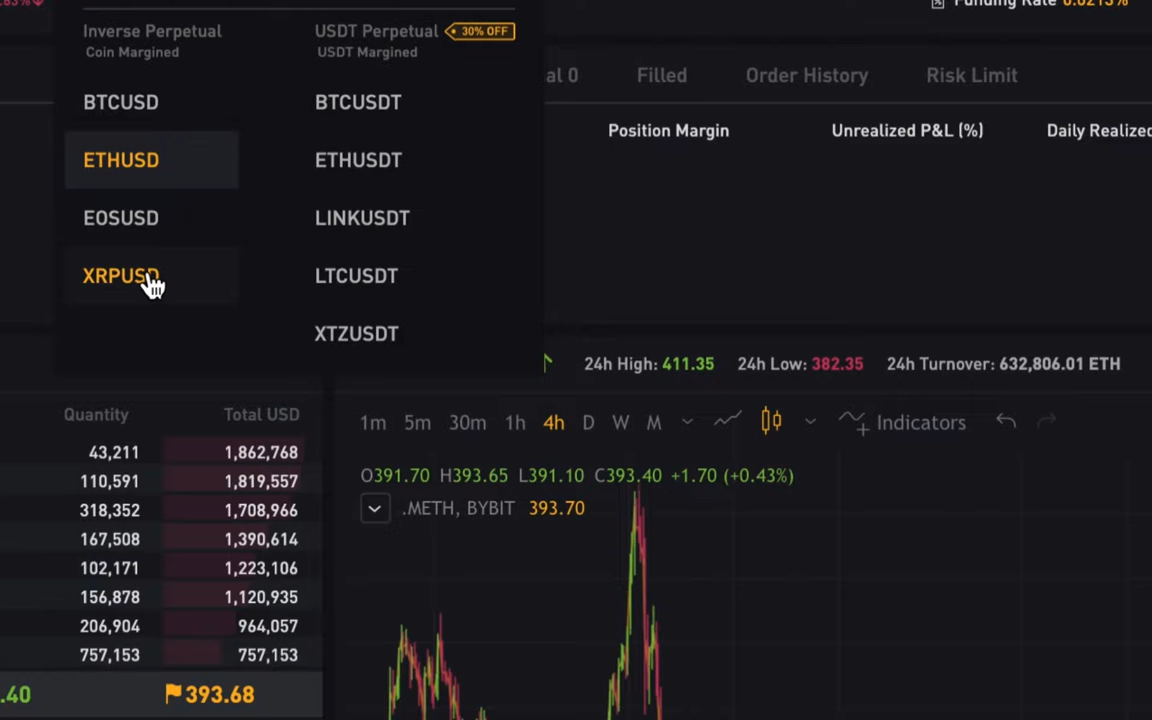 Funding Rate 0.0213%
Inverse Perpetual
Coin Margined
USDT Perpetual 30% OFF
USDT Margined
BTCUSD BTCUSDT
ETHUSD ETHUSDT
EOSUSD LINKUSDT
XRPUSD LTCUSDT
XTZUSDT
al 0 Filled Order History Risk Limit
Position Margin Unrealized P&L (%) Daily Realized
24h High: 411.35 24h Low: 382.35 24h Turnover: 632,806.01 ETH
Quantity Total USD
43,211 1,862,768
110,591 1,819,557
318,352 1,708,966
167,508 1,390,614
102,171 1,223,106
156,878 1,120,935
206,904 964,057
757,153 757,153
.40 393.68
1m 5m 30m 1h 4h D W M Indicators
O391.70 H393.65 L391.10 C393.40 +1.70 (+0.43%)
.METH, BYBIT 393.70